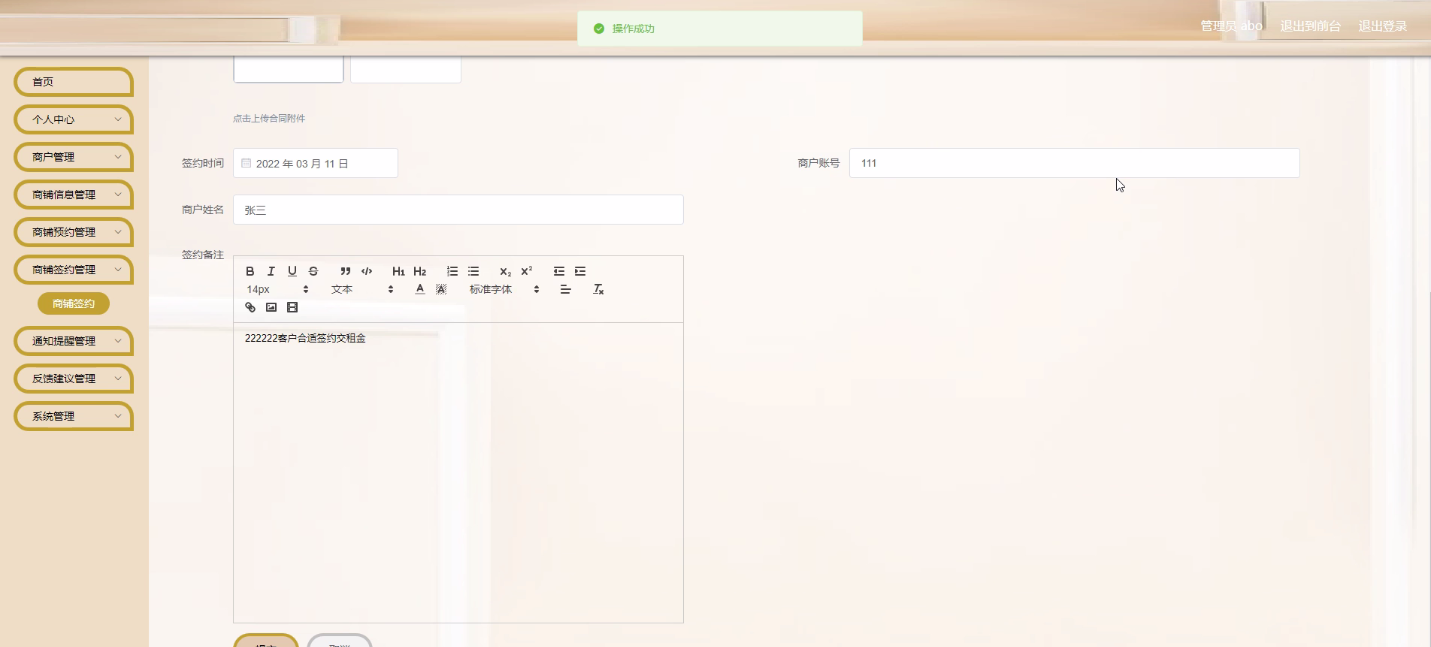 操作成功
管理员 abo 退出到前台 退出登录
首页
个人中心
商户管理
商铺信息管理
商铺预约管理
商铺签约管理
商铺签约
通知提醒管理
反馈建议管理
系统管理
点击上传合同附件
签约时间 2022 年 03 月 11 日
商户账号 111
商户姓名 张三
签约备注
B I U S H1 H2 X2 X2
14px 文本 A 标准字体
222222客户合适签约交租金
提交 取消